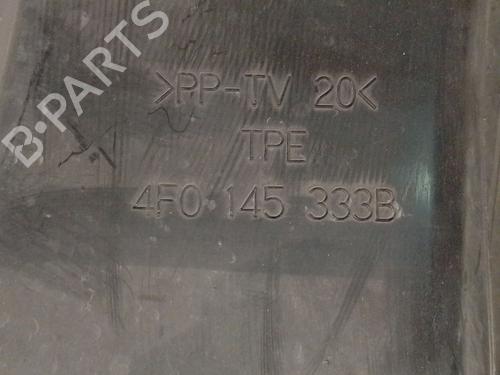 B-PARTS
>PP-TV 20<
TPE
4F0 145 333B